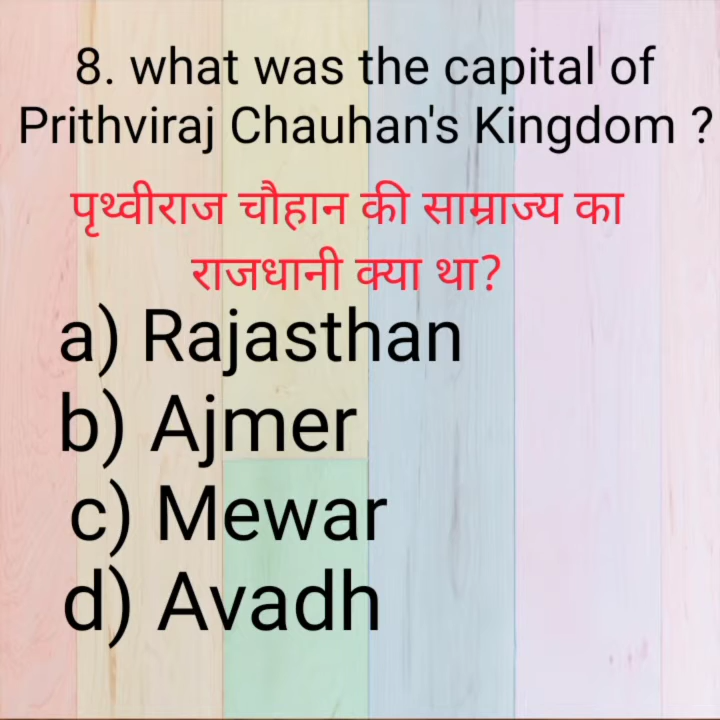 8. what was the capital of
Prithviraj Chauhan's Kingdom ?
पृथ्वीराज चौहान की साम्राज्य का
राजधानी क्या था?
a) Rajasthan
b) Ajmer
c) Mewar
d) Avadh